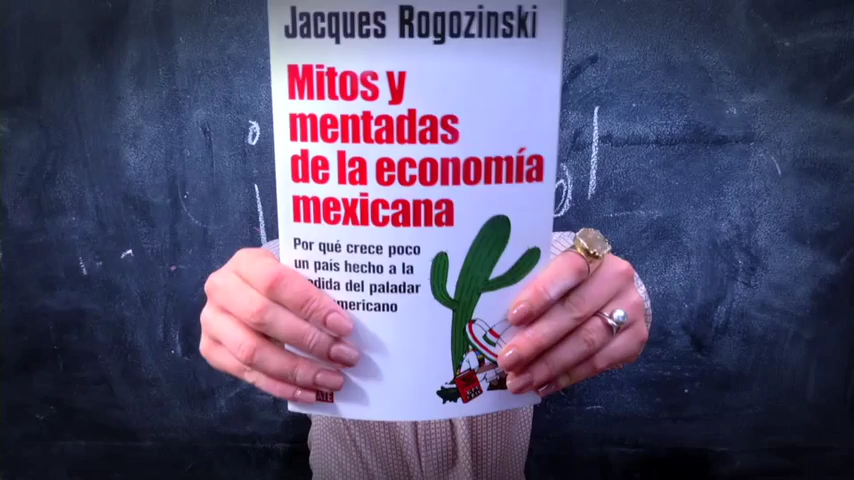 Jacques Rogozinski
Mitos y
mentadas
de la economía
mexicana
Por qué crece poco
un país hecho a la
del paladar